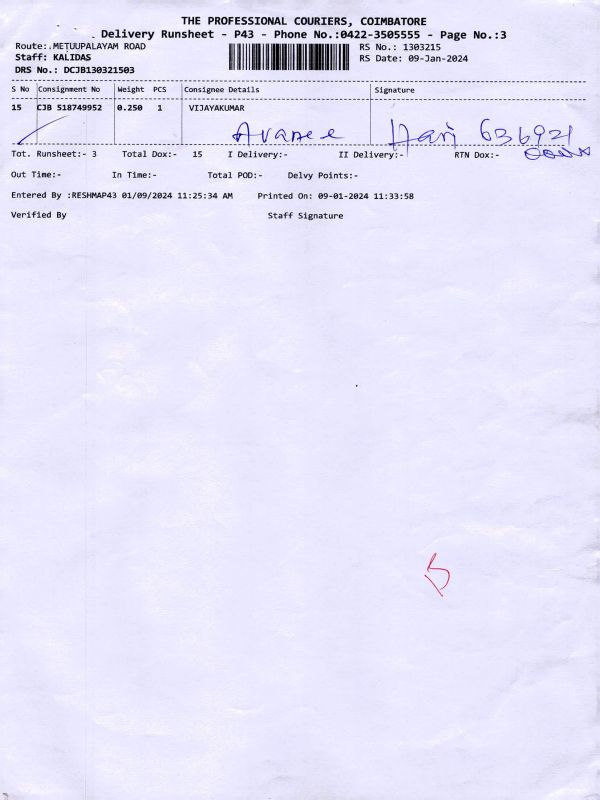 THE PROFESSIONAL COURIERS, COIMBATORE
Delivery Runsheet - P43 - Phone No.:0422-3505555 - Page No.:3
Route:.METUUPALAYAM ROAD
RS No.: 1303215
Staff: KALIDAS
RS Date: 09-Jan-2024
DRS No.: DCJB130321503
S No Consignment No Weight PCS Consignee Details Signature
15 CJB 518749952 0.250 1 VIJAYAKUMAR
Hari 636921
Tot. Runsheet:- 3 Total Dox:- 15 I Delivery:- II Delivery:- RTN Dox:-
Out Time:- In Time:- Total POD:- Delvy Points:-
Entered By :RESHMAP43 01/09/2024 11:25:34 AM Printed On: 09-01-2024 11:33:58
Verified By Staff Signature